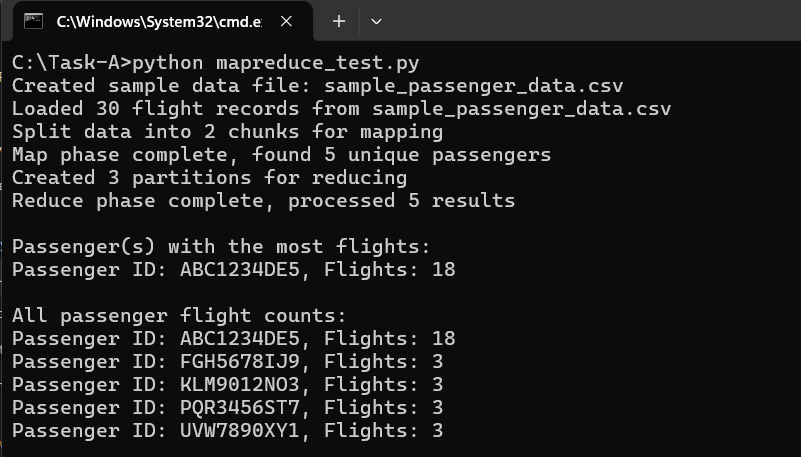 C:\Windows\System32\cmd.e
C:\Task-A>python mapreduce_test.py
Created sample data file: sample_passenger_data.csv
Loaded 30 flight records from sample_passenger_data.csv
Split data into 2 chunks for mapping
Map phase complete, found 5 unique passengers
Created 3 partitions for reducing
Reduce phase complete, processed 5 results
Passenger(s) with the most flights:
Passenger ID: ABC1234DE5, Flights: 18
All passenger flight counts:
Passenger ID: ABC1234DE5, Flights: 18
Passenger ID: FGH5678IJ9, Flights: 3
Passenger ID: KLM9012NO3, Flights: 3
Passenger ID: PQR3456ST7, Flights: 3
Passenger ID: UVW7890XY1, Flights: 3